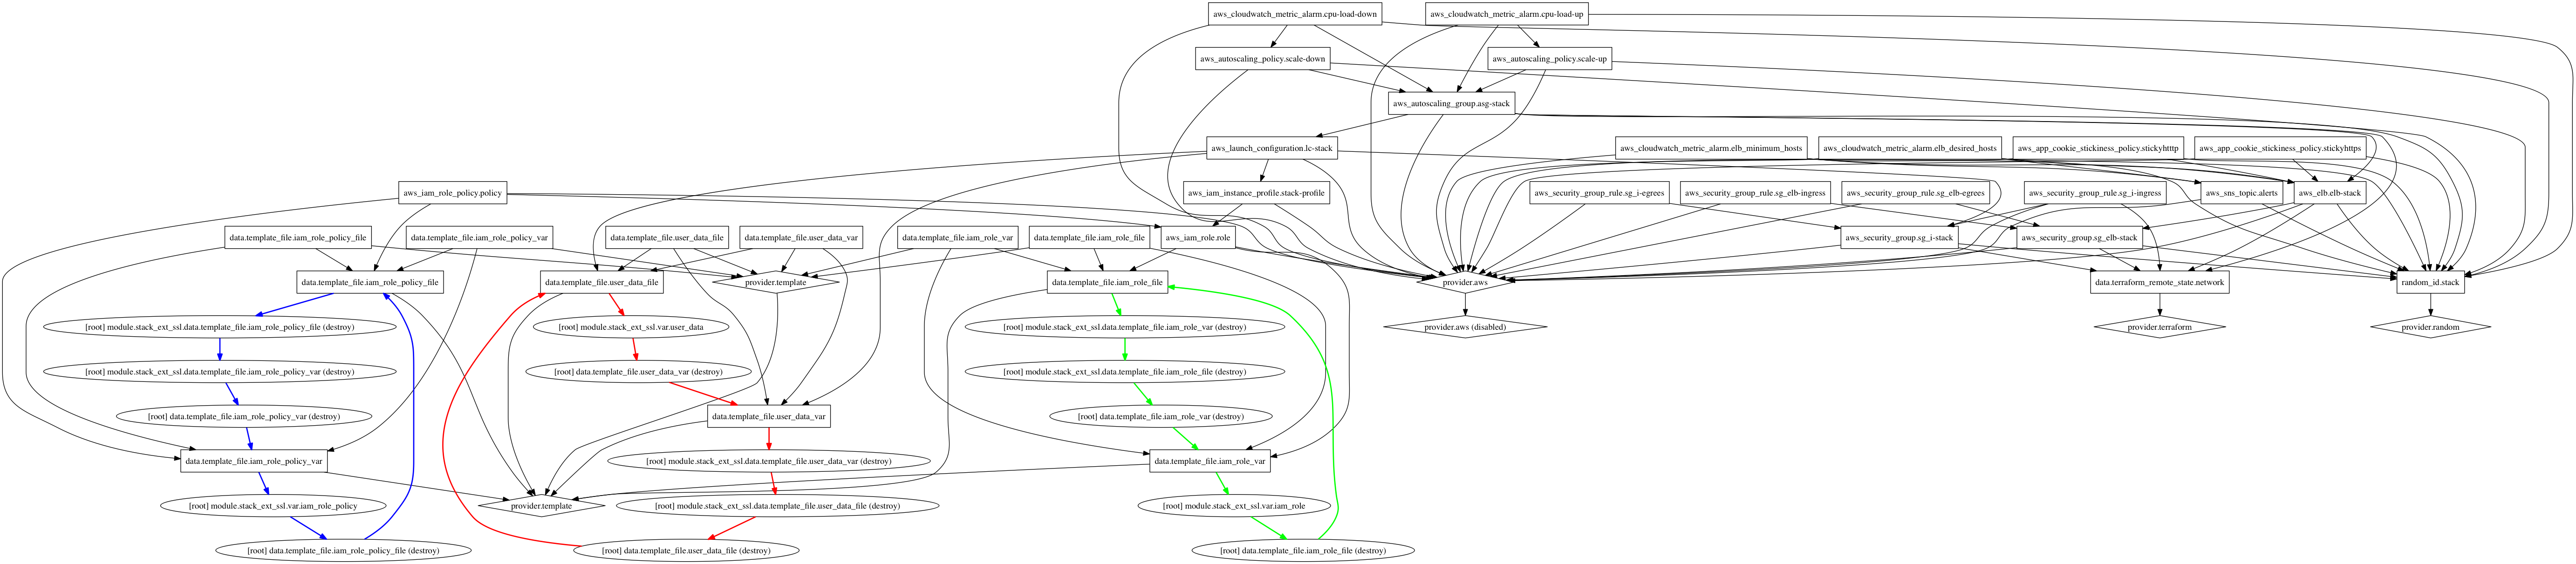 aws_cloudwatch_metric_alarm.cpu-load-down
aws_cloudwatch_metric_alarm.cpu-load-up
aws_autoscaling_policy.scale-down
aws_autoscaling_policy.scale-up
aws_autoscaling_group.asg-stack
aws_launch_configuration.lc-stack
aws_cloudwatch_metric_alarm.elb_minimum_hosts
aws_cloudwatch_metric_alarm.elb_desired_hosts
aws_app_cookie_stickiness_policy.stickyhtttp
aws_app_cookie_stickiness_policy.stickyhttps
aws_iam_role_policy.policy
aws_iam_instance_profile.stack-profile
aws_security_group_rule.sg_i-egrees
aws_security_group_rule.sg_elb-ingress
aws_security_group_rule.sg_elb-egrees
aws_security_group_rule.sg_i-ingress
aws_sns_topic.alerts
aws_elb.elb-stack
data.template_file.iam_role_policy_file
data.template_file.iam_role_policy_var
data.template_file.user_data_file
data.template_file.user_data_var
data.template_file.iam_role_var
data.template_file.iam_role_file
aws_iam_role.role
aws_security_group.sg_i-stack
aws_security_group.sg_elb-stack
data.template_file.iam_role_policy_file
data.template_file.user_data_file
provider.template
data.template_file.iam_role_file
provider.aws
data.terraform_remote_state.network
random_id.stack
[root] module.stack_ext_ssl.data.template_file.iam_role_policy_file (destroy)
[root] module.stack_ext_ssl.var.user_data
[root] module.stack_ext_ssl.data.template_file.iam_role_var (destroy)
provider.aws (disabled)
provider.terraform
provider.random
[root] module.stack_ext_ssl.data.template_file.iam_role_policy_var (destroy)
[root] data.template_file.user_data_var (destroy)
[root] module.stack_ext_ssl.data.template_file.iam_role_file (destroy)
[root] data.template_file.iam_role_policy_var (destroy)
data.template_file.user_data_var
[root] data.template_file.iam_role_var (destroy)
data.template_file.iam_role_policy_var
[root] module.stack_ext_ssl.data.template_file.user_data_var (destroy)
data.template_file.iam_role_var
[root] module.stack_ext_ssl.var.iam_role_policy
provider.template
[root] module.stack_ext_ssl.data.template_file.user_data_file (destroy)
[root] module.stack_ext_ssl.var.iam_role
[root] data.template_file.iam_role_policy_file (destroy)
[root] data.template_file.user_data_file (destroy)
[root] data.template_file.iam_role_file (destroy)